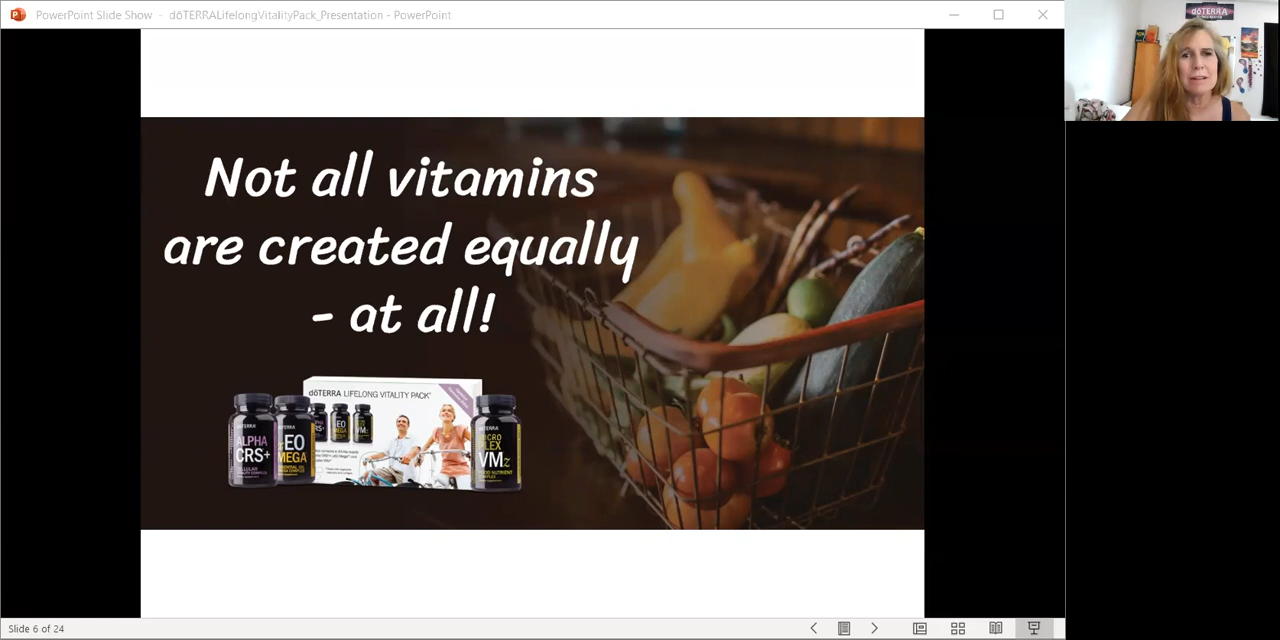 PowerPoint Slide Show - dōTERRALifelongVitalityPack_Presentation - PowerPoint
dōTERRA
Not all vitamins
are created equally
- at all!
dōTERRA LIFELONG VITALITY PACK
ALPHA
CRS+
EO
MEGA
VMz
Slide 6 of 24